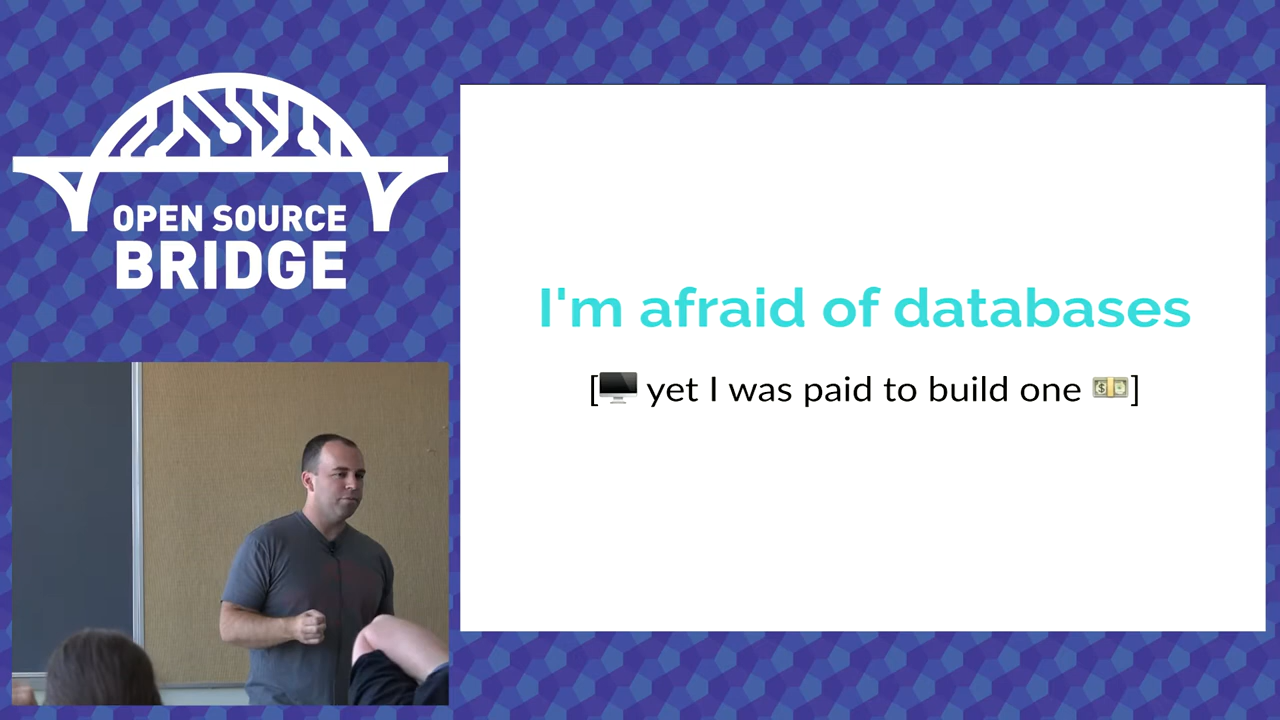 OPEN SOURCE
BRIDGE
I'm afraid of databases
[🖥 yet I was paid to build one 💵]